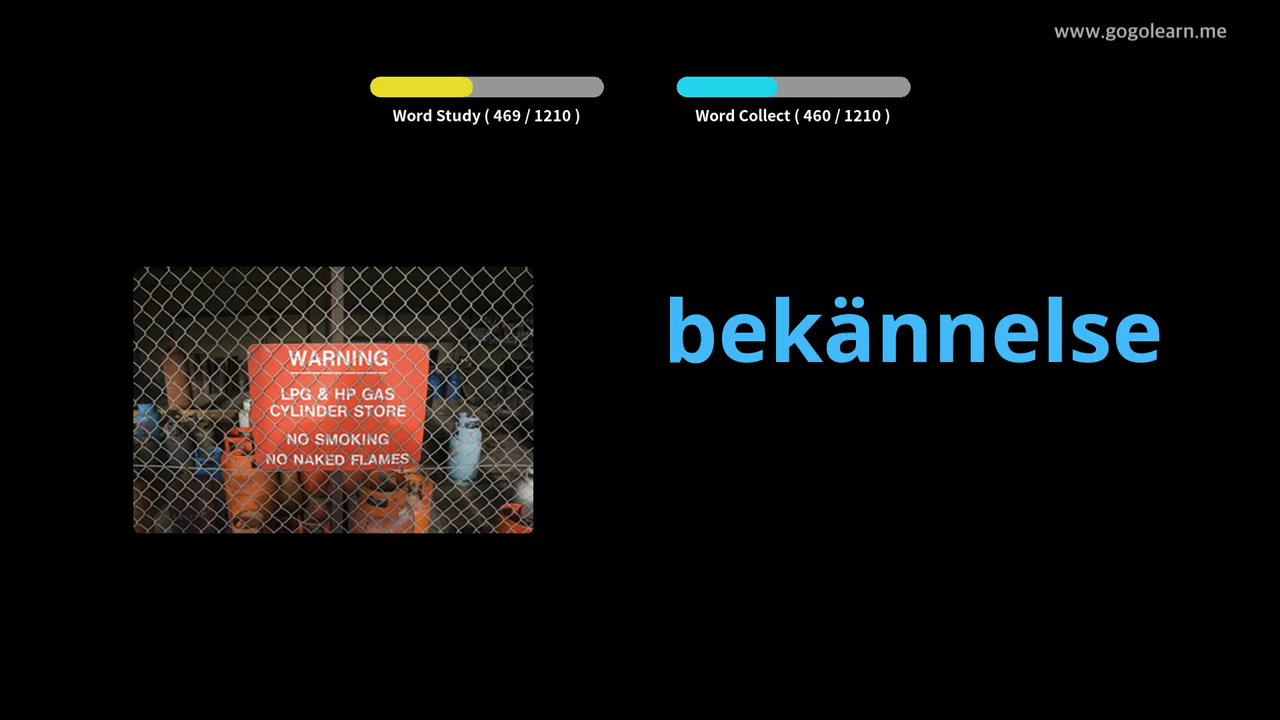 www.gogolearn.me
Word Study ( 469 / 1210 )
Word Collect ( 460 / 1210 )
bekännelse
WARNING
LPG & HP GAS
CYLINDER STORE
NO SMOKING
NO NAKED FLAMES